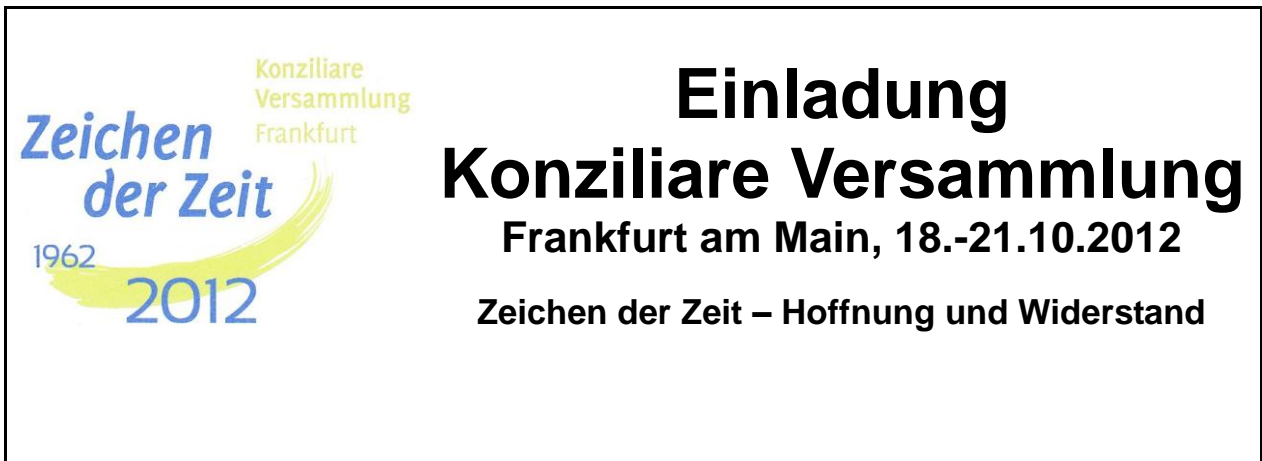 Konziliare
Versammlung
Frankfurt
Zeichen
der Zeit
1962
2012
Einladung
Konziliare Versammlung
Frankfurt am Main, 18.-21.10.2012
Zeichen der Zeit – Hoffnung und Widerstand